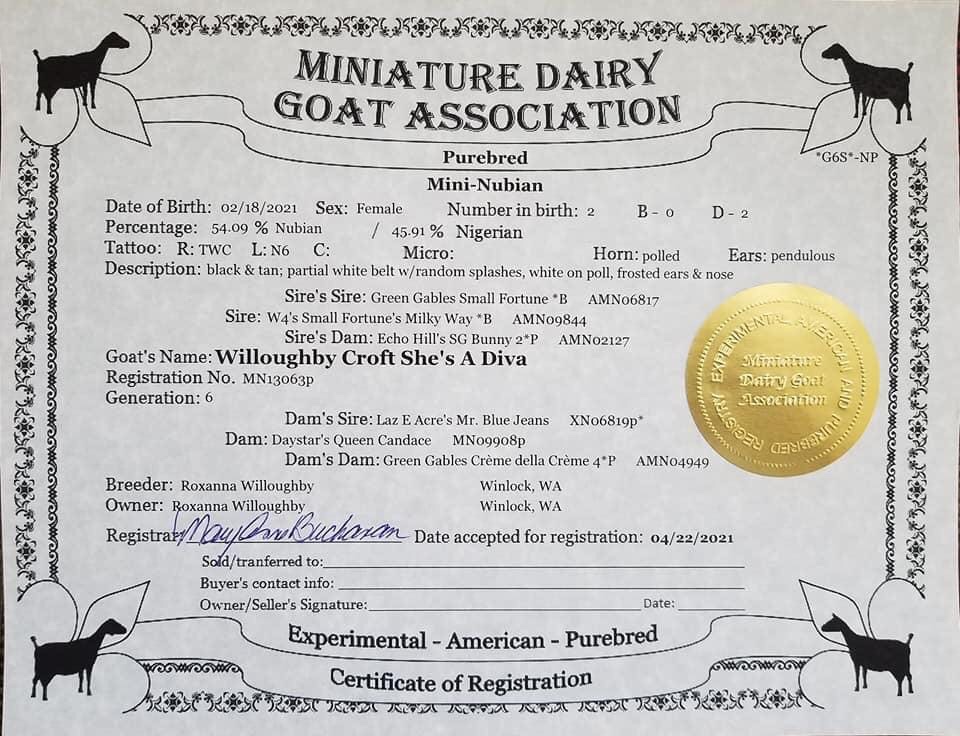 MINIATURE DAIRY
GOAT ASSOCIATION
Purebred
*G6S*-NP
Mini-Nubian
Date of Birth: 02/18/2021 Sex: Female Number in birth: 2 B - 0 D - 2
Percentage: 54.09 % Nubian / 45.91 % Nigerian
Tattoo: R: TWC L: N6 C: Micro: Horn: polled Ears: pendulous
Description: black & tan; partial white belt w/random splashes, white on poll, frosted ears & nose
Sire's Sire: Green Gables Small Fortune *B AMN06817
Sire: W4's Small Fortune's Milky Way *B AMN09844
Sire's Dam: Echo Hill's SG Bunny 2*P AMN02127
Goat's Name: Willoughby Croft She's A Diva
Registration No. MN13063p
Generation: 6
Dam's Sire: Laz E Acre's Mr. Blue Jeans XN06819p*
Dam: Daystar's Queen Candace MN09908p
Dam's Dam: Green Gables Crème della Crème 4*P AMN04949
EXPERIMENTAL, AMERICAN AND PUREBRED REGISTRY
Miniature
Dairy Goat
Association
Breeder: Roxanna Willoughby Winlock, WA
Owner: Roxanna Willoughby Winlock, WA
Registrar: Mary Ann Buchanan Date accepted for registration: 04/22/2021
Sold/tranferred to:
Buyer's contact info:
Owner/Seller's Signature: Date:
Experimental - American - Purebred
Certificate of Registration